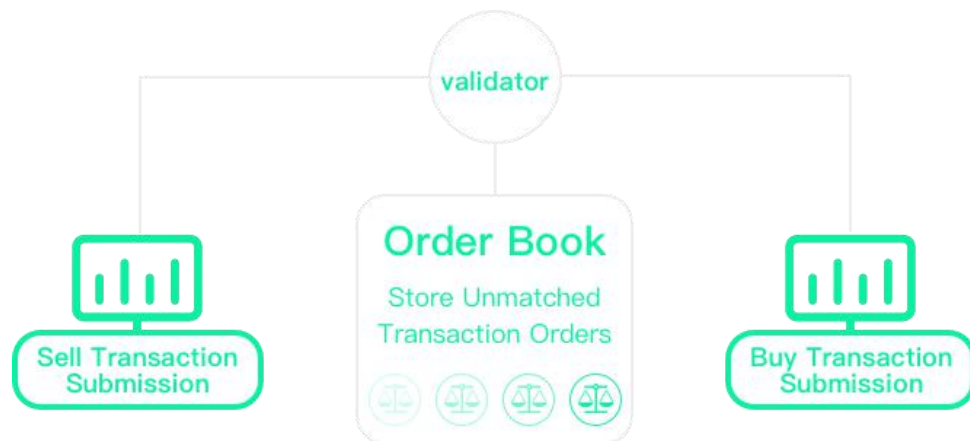 validator
Order Book
Store Unmatched
Transaction Orders
Sell Transaction
Submission
Buy Transaction
Submission